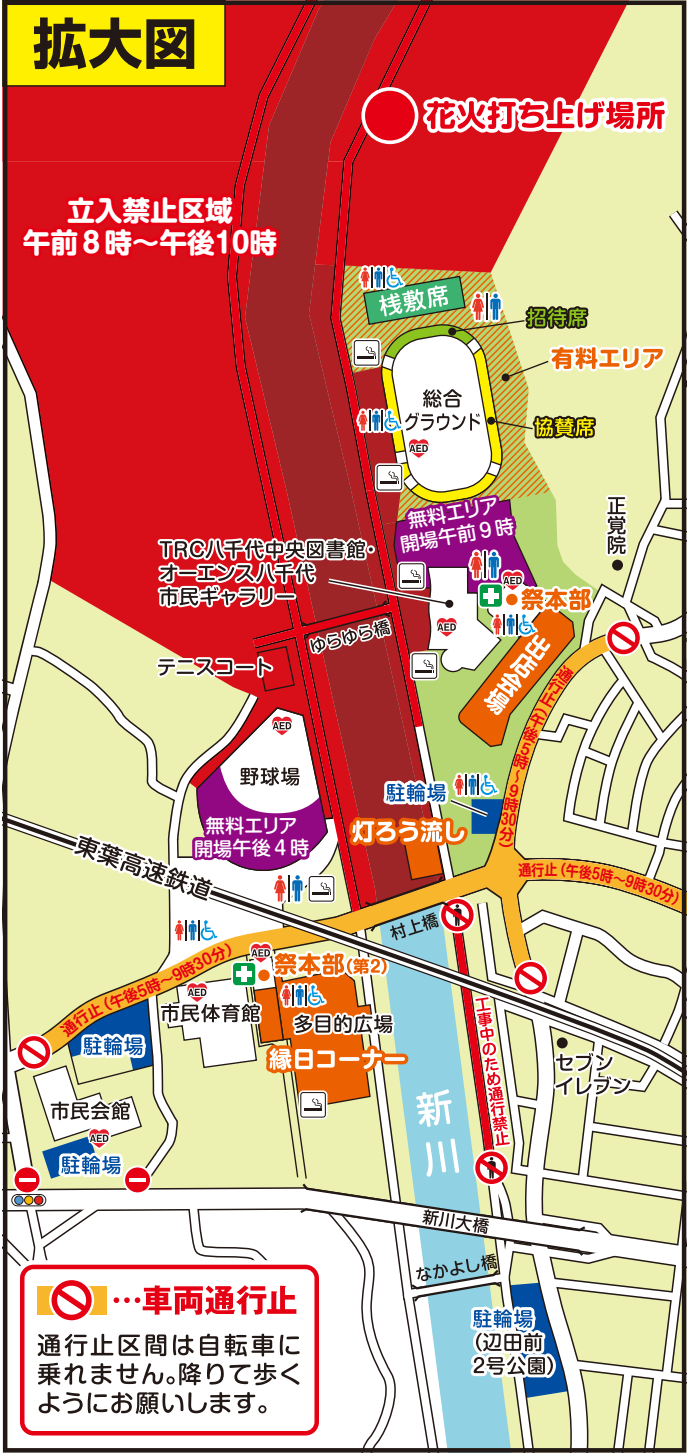 拡大図
花火打ち上げ場所
立入禁止区域
午前8時～午後10時
桟敷席
招待席
有料エリア
総合
グラウンド
AED
協賛席
無料エリア
開場午前9時
正覚院
TRC八千代中央図書館・
オーエンス八千代
市民ギャラリー
AED
祭本部
AED
ゆらゆら橋
出店会場
テニスコート
通行止(午後5時～9時30分)
AED
野球場
駐輪場
無料エリア
開場午後4時
灯ろう流し
東葉高速鉄道
通行止(午後5時～9時30分)
村上橋
通行止(午後5時～9時30分)
AED
祭本部(第2)
AED
市民体育館
多目的広場
駐輪場
縁日コーナー
工事中のため通行禁止
セブン
イレブン
市民会館
AED
駐輪場
新川
新川大橋
なかよし橋
駐輪場
(辺田前
2号公園)
…車両通行止
通行止区間は自転車に
乗れません。降りて歩く
ようにお願いします。